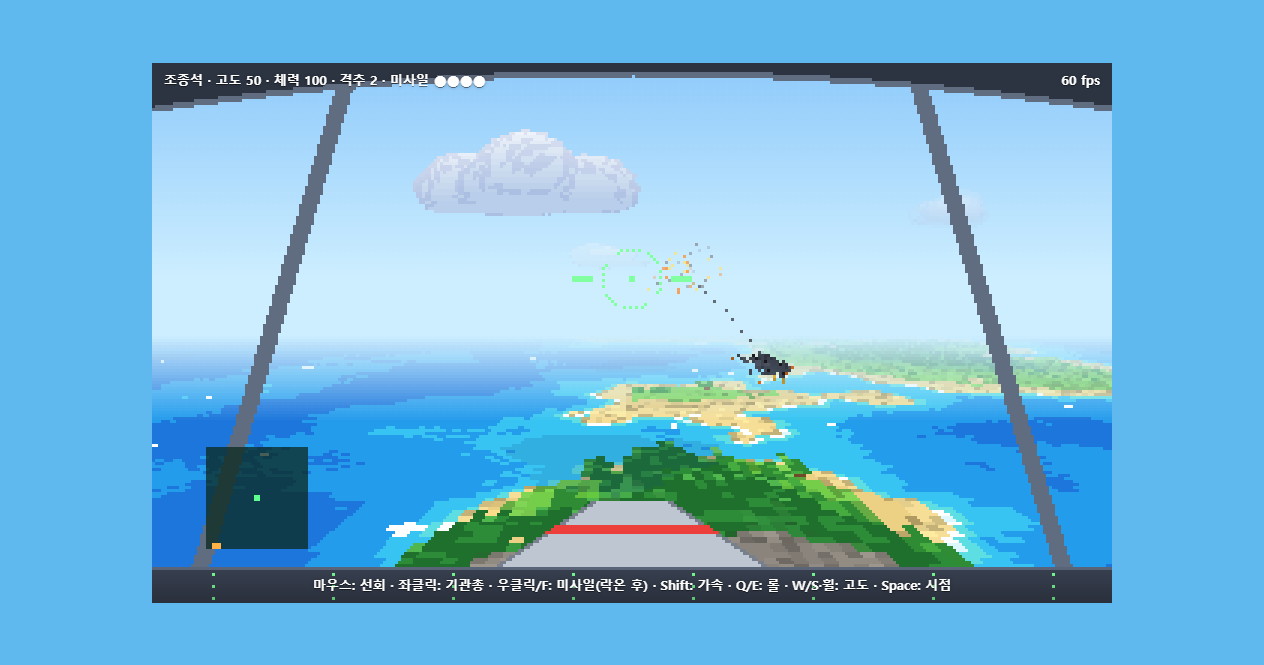 조종석 · 고도 50 · 체력 100 · 격추 2 · 미사일 ●●●●
60 fps
마우스: 선회 · 좌클릭: 기관총 · 우클릭/F: 미사일(락온 후) · Shift: 가속 · Q/E: 롤 · W/S·휠: 고도 · Space: 시점